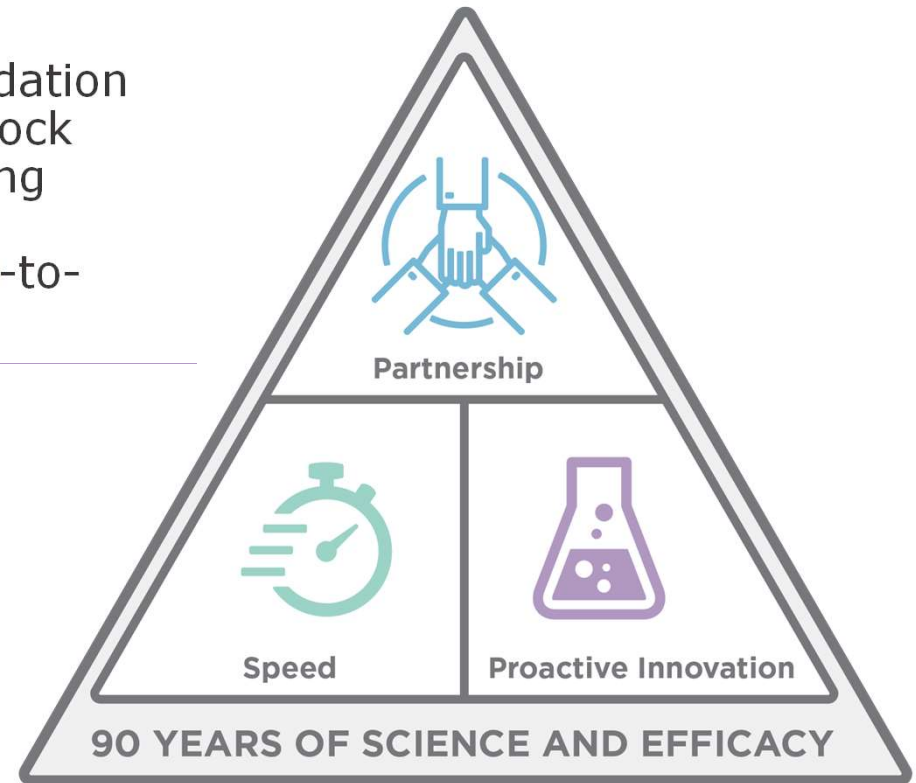 dation
ock
ng
-to-
Partnership
Speed
Proactive Innovation
90 YEARS OF SCIENCE AND EFFICACY